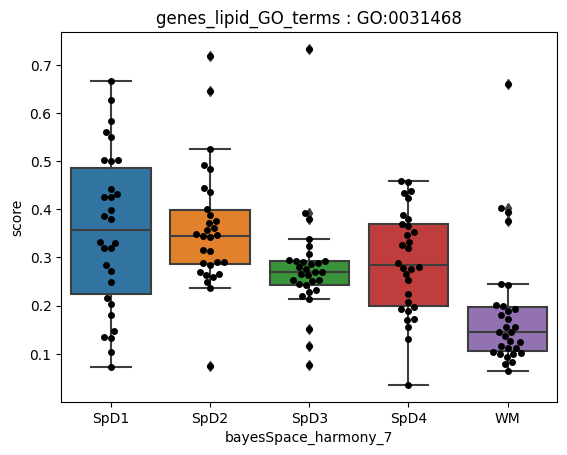 genes_lipid_GO_terms : GO:0031468
score
0.7
0.6
0.5
0.4
0.3
0.2
0.1
SpD1 SpD2 SpD3 SpD4 WM
bayesSpace_harmony_7